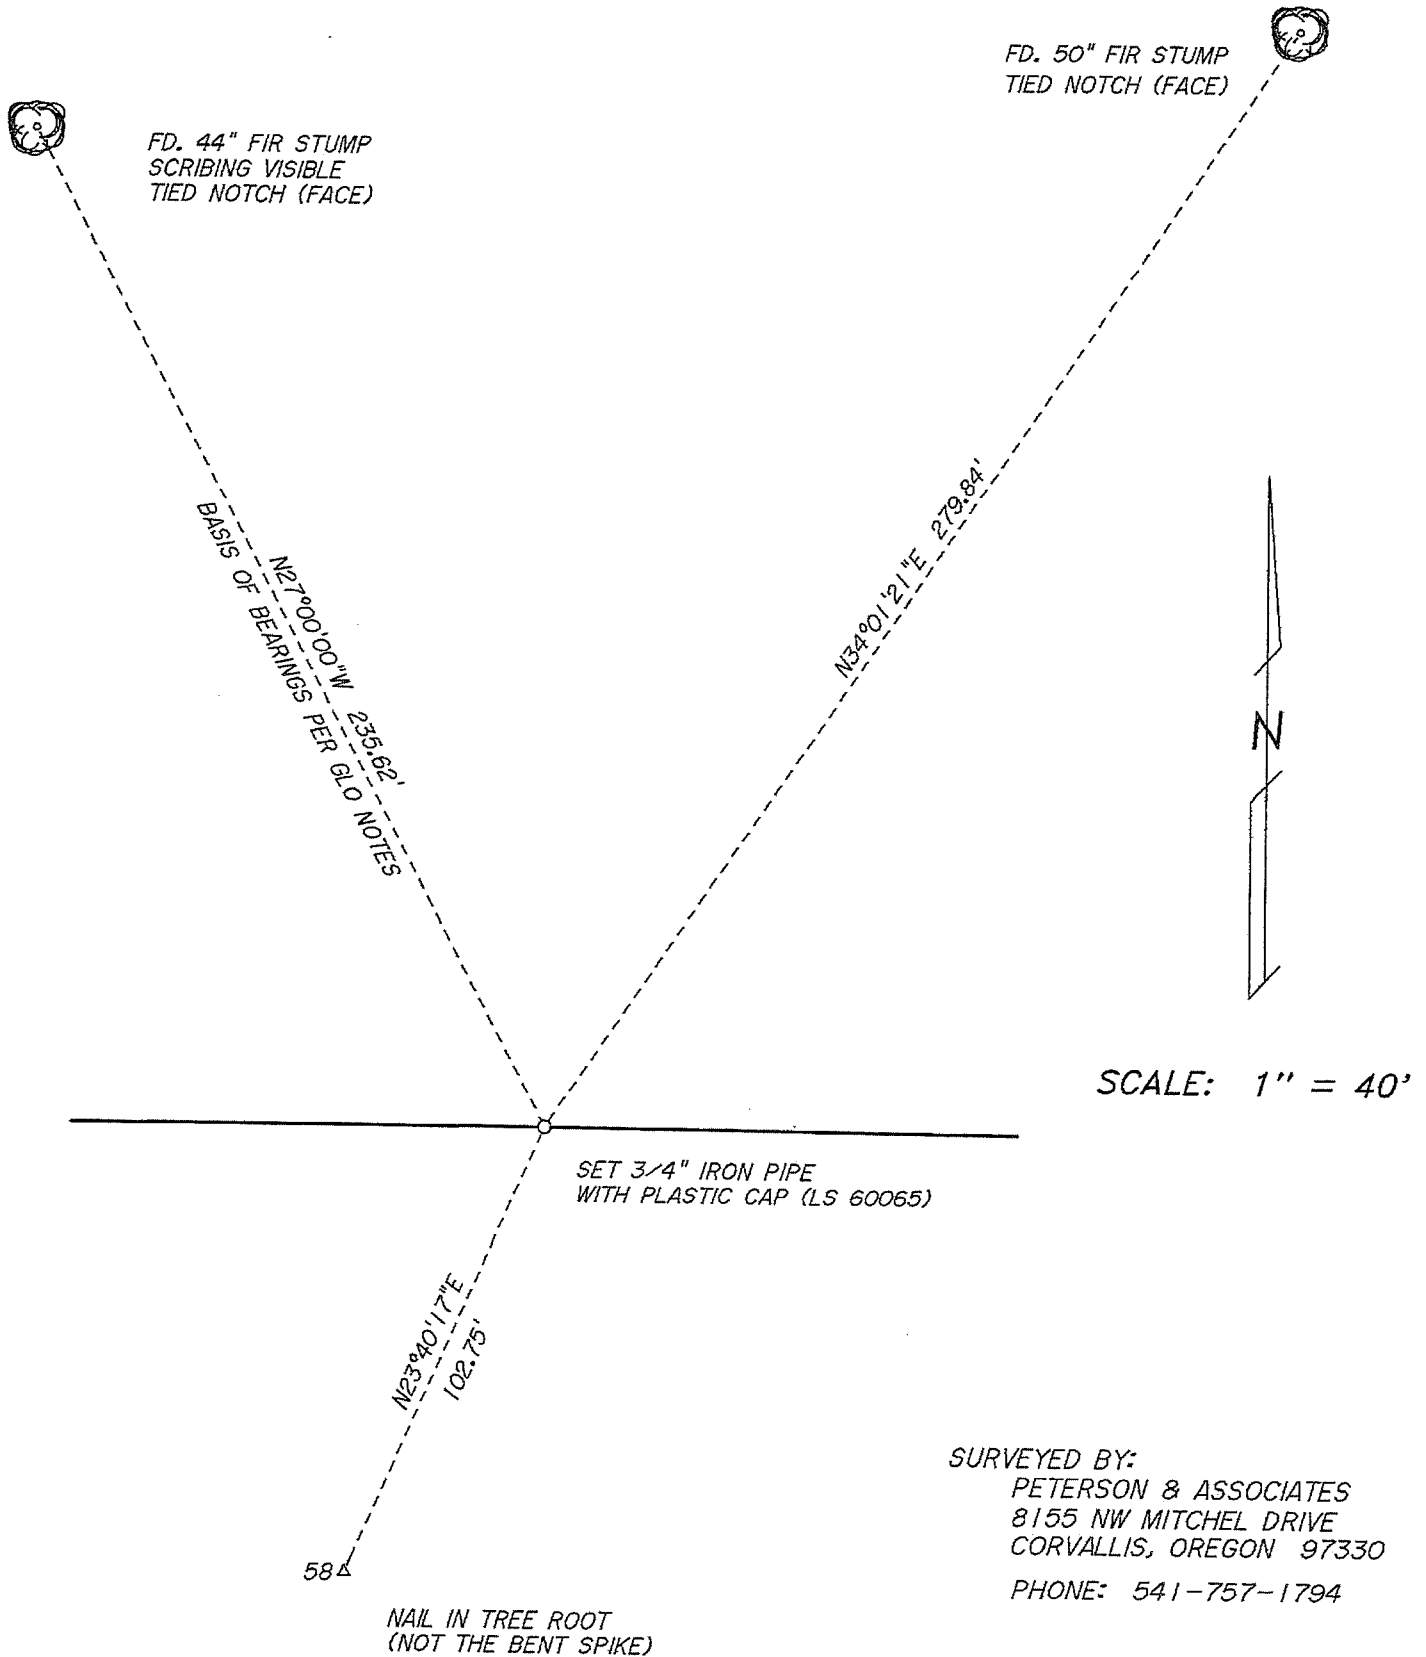 FD. 50" FIR STUMP
TIED NOTCH (FACE)
FD. 44" FIR STUMP
SCRIBING VISIBLE
TIED NOTCH (FACE)
N27°00'00"W 235.62'
BASIS OF BEARINGS PER GLO NOTES
N34°01'21"E 279.84'
N
SCALE: 1" = 40'
SET 3/4" IRON PIPE
WITH PLASTIC CAP (LS 60065)
N23°40'17"E
102.75'
58
NAIL IN TREE ROOT
(NOT THE BENT SPIKE)
SURVEYED BY:
PETERSON & ASSOCIATES
8155 NW MITCHEL DRIVE
CORVALLIS, OREGON 97330
PHONE: 541-757-1794